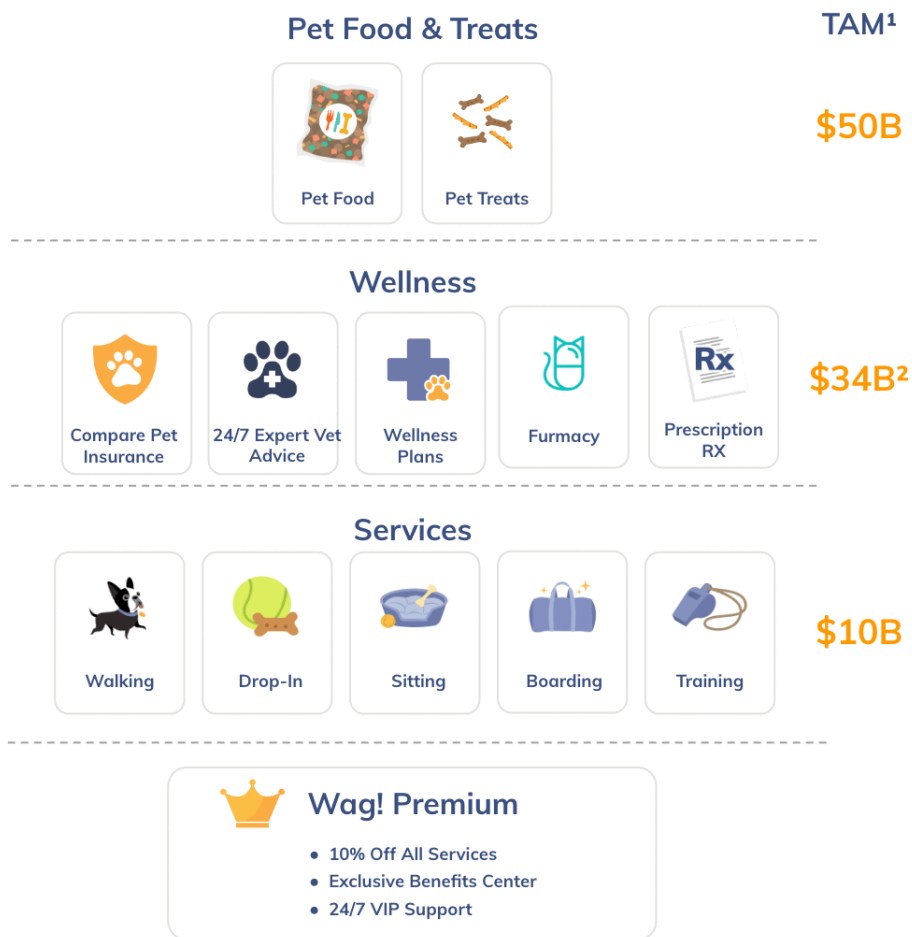 Pet Food & Treats
TAM¹
Pet Food
Pet Treats
$50B
Wellness
Compare Pet
Insurance
24/7 Expert Vet
Advice
Wellness
Plans
Furmacy
Rx
Prescription
RX
$34B²
Services
Walking
Drop-In
Sitting
Boarding
Training
$10B
Wag! Premium
• 10% Off All Services
• Exclusive Benefits Center
• 24/7 VIP Support